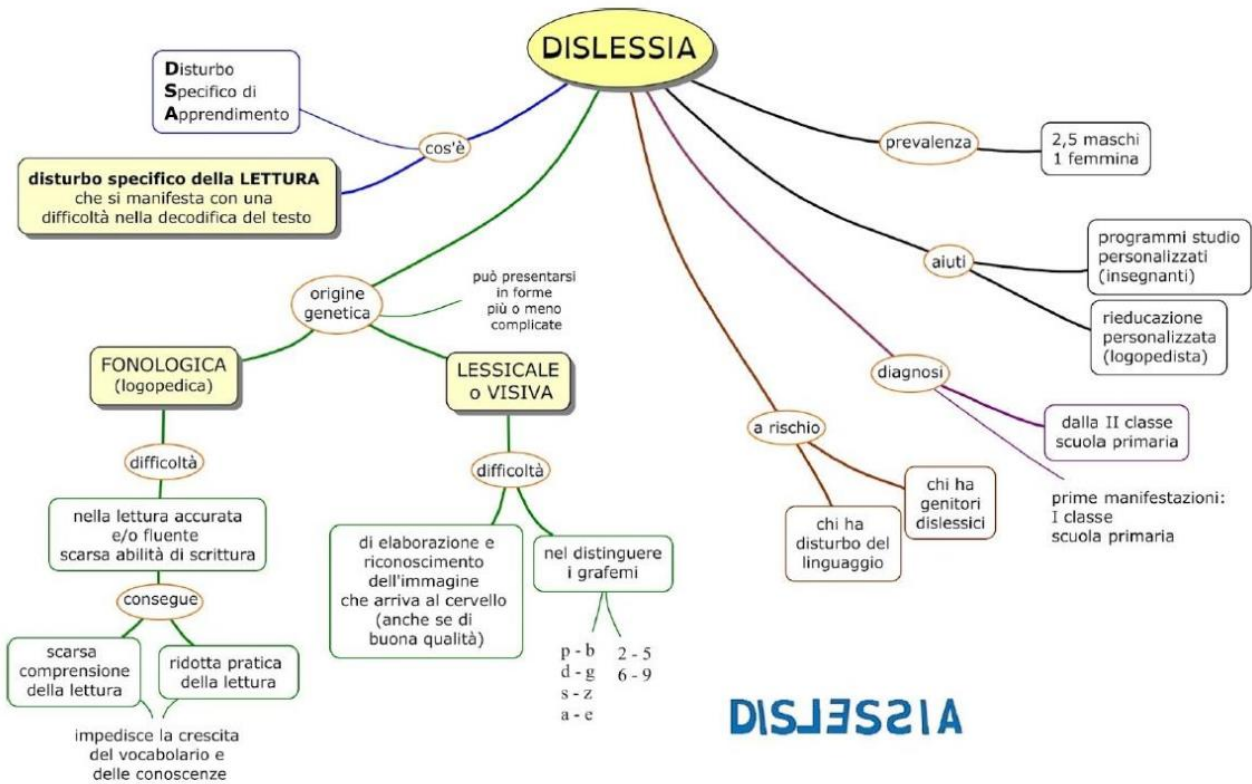 DISLESSIA
Disturbo
Specifico di
Apprendimento
cos'è
disturbo specifico della LETTURA
che si manifesta con una
difficoltà nella decodifica del testo
origine
genetica
può presentarsi
in forme
più o meno
complicate
FONOLOGICA
(logopedica)
difficoltà
nella lettura accurata
e/o fluente
scarsa abilità di scrittura
consegue
scarsa
comprensione
della lettura
ridotta pratica
della lettura
impedisce la crescita
del vocabolario e
delle conoscenze
LESSICALE
o VISIVA
difficoltà
di elaborazione e
riconoscimento
dell'immagine
che arriva al cervello
(anche se di
buona qualità)
nel distinguere
i grafemi
p - b
d - g
s - z
a - e
2 - 5
6 - 9
a rischio
chi ha
disturbo del
linguaggio
chi ha
genitori
dislessici
diagnosi
dalla II classe
scuola primaria
prime manifestazioni:
I classe
scuola primaria
aiuti
programmi studio
personalizzati
(insegnanti)
rieducazione
personalizzata
(logopedista)
prevalenza
2,5 maschi
1 femmina
DISLESSIA